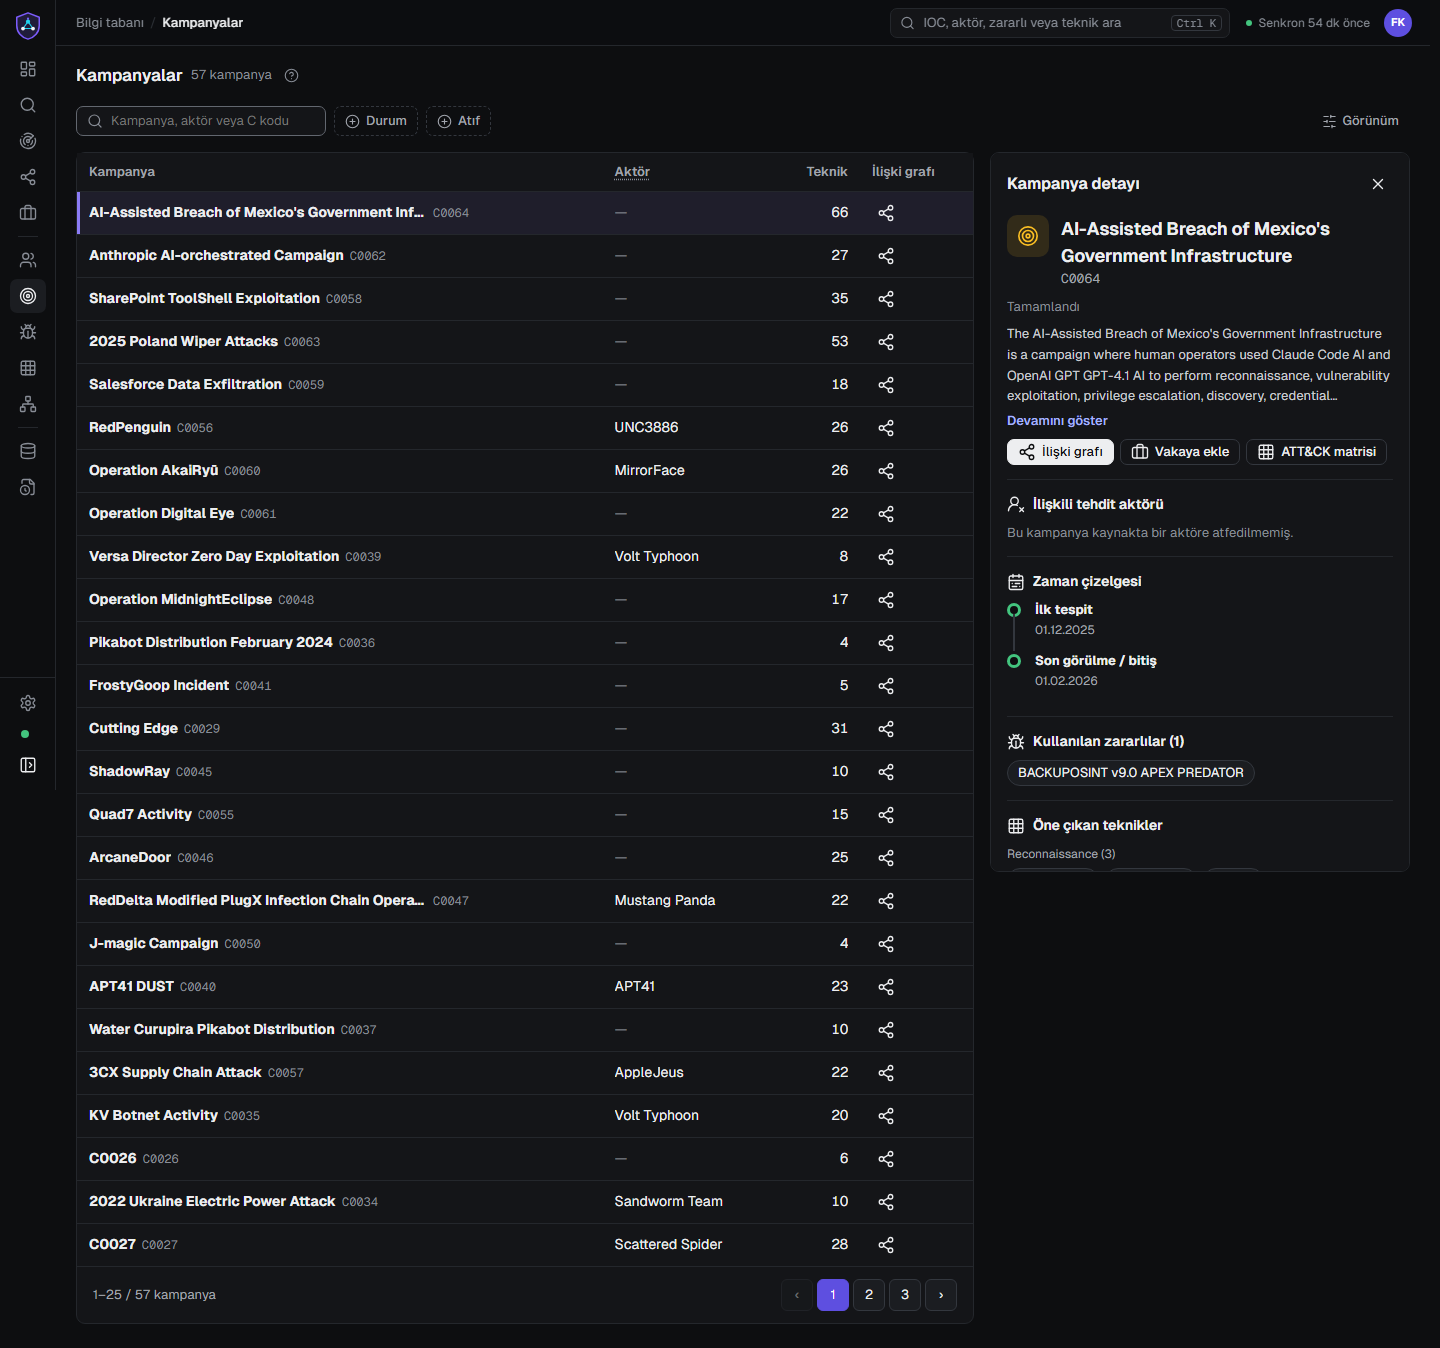 Bilgi tabanı / Kampanyalar
IOC, aktör, zararlı veya teknik ara
Ctrl K
Senkron 54 dk önce
FK
Kampanyalar 57 kampanya
Kampanya, aktör veya C kodu
Durum
Atıf
Görünüm
Kampanya Aktör Teknik İlişki grafı
AI-Assisted Breach of Mexico's Government Inf... C0064 — 66
Anthropic AI-orchestrated Campaign C0062 — 27
SharePoint ToolShell Exploitation C0058 — 35
2025 Poland Wiper Attacks C0063 — 53
Salesforce Data Exfiltration C0059 — 18
RedPenguin C0056 UNC3886 26
Operation AkaiRyū C0060 MirrorFace 26
Operation Digital Eye C0061 — 22
Versa Director Zero Day Exploitation C0039 Volt Typhoon 8
Operation MidnightEclipse C0048 — 17
Pikabot Distribution February 2024 C0036 — 4
FrostyGoop Incident C0041 — 5
Cutting Edge C0029 — 31
ShadowRay C0045 — 10
Quad7 Activity C0055 — 15
ArcaneDoor C0046 — 25
RedDelta Modified PlugX Infection Chain Opera... C0047 Mustang Panda 22
J-magic Campaign C0050 — 4
APT41 DUST C0040 APT41 23
Water Curupira Pikabot Distribution C0037 — 10
3CX Supply Chain Attack C0057 AppleJeus 22
KV Botnet Activity C0035 Volt Typhoon 20
C0026 C0026 — 6
2022 Ukraine Electric Power Attack C0034 Sandworm Team 10
C0027 C0027 Scattered Spider 28
1–25 / 57 kampanya
‹ 1 2 3 ›
Kampanya detayı
AI-Assisted Breach of Mexico's
Government Infrastructure
C0064
Tamamlandı
The AI-Assisted Breach of Mexico's Government Infrastructure
is a campaign where human operators used Claude Code AI and
OpenAI GPT GPT-4.1 AI to perform reconnaissance, vulnerability
exploitation, privilege escalation, discovery, credential...
Devamını göster
İlişki grafı
Vakaya ekle
ATT&CK matrisi
İlişkili tehdit aktörü
Bu kampanya kaynakta bir aktöre atfedilmemiş.
Zaman çizelgesi
İlk tespit
01.12.2025
Son görülme / bitiş
01.02.2026
Kullanılan zararlılar (1)
BACKUPOSINT v9.0 APEX PREDATOR
Öne çıkan teknikler
Reconnaissance (3)